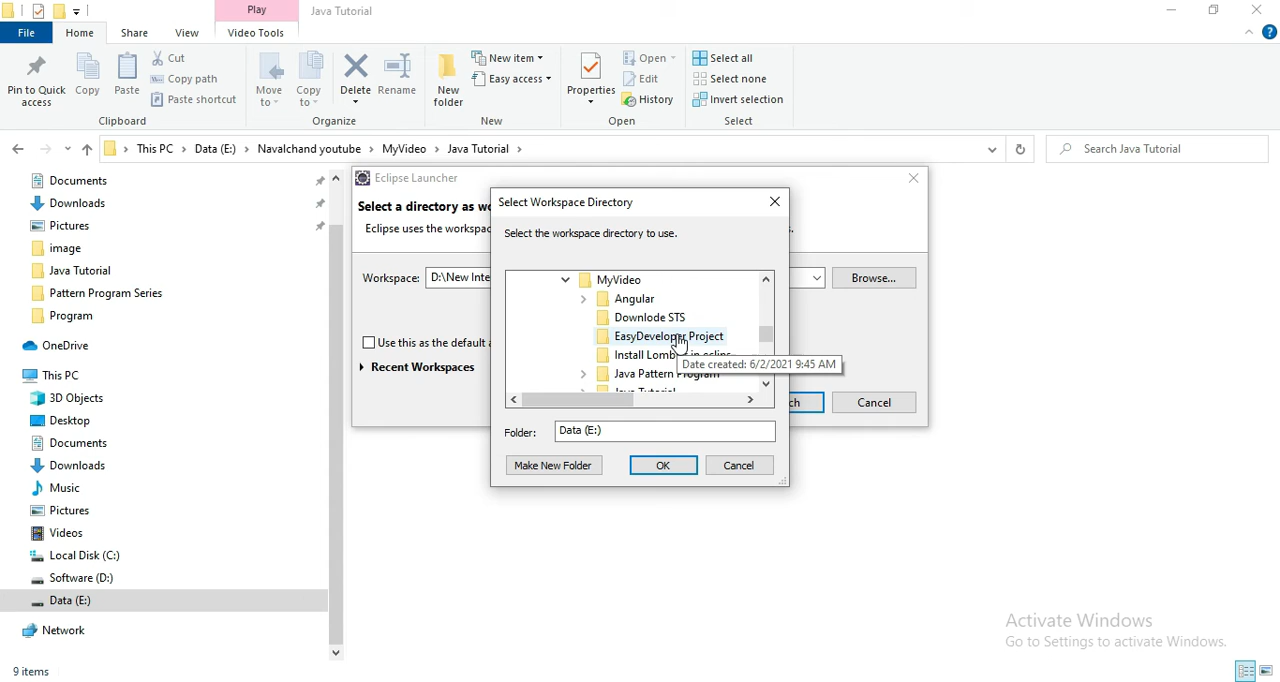 Play Java Tutorial
File Home Share View Video Tools
Pin to Quick access
Copy
Paste
Cut
Copy path
Paste shortcut
Clipboard
Move to
Copy to
Delete
Rename
Organize
New folder
New item
Easy access
New
Properties
Open
Edit
History
Open
Select all
Select none
Invert selection
Select
This PC > Data (E:) > Navalchand youtube > MyVideo > Java Tutorial >
Search Java Tutorial
Documents
Downloads
Pictures
image
Java Tutorial
Pattern Program Series
Program
OneDrive
This PC
3D Objects
Desktop
Documents
Downloads
Music
Pictures
Videos
Local Disk (C:)
Software (D:)
Data (E:)
Network
9 items
Eclipse Launcher
Select a directory as
Eclipse uses the
Workspace: D:\New
Browse...
Use this as the default
Recent Workspaces
Cancel
Select Workspace Directory
Select the workspace directory to use.
MyVideo
Angular
Downlode STS
EasyDeveloper Project
Install
Date created: 6/2/2021 9:45 AM
Java Pattern Program
Java Tutorial
Folder: Data (E:)
Make New Folder OK Cancel
Activate Windows
Go to Settings to activate Windows.